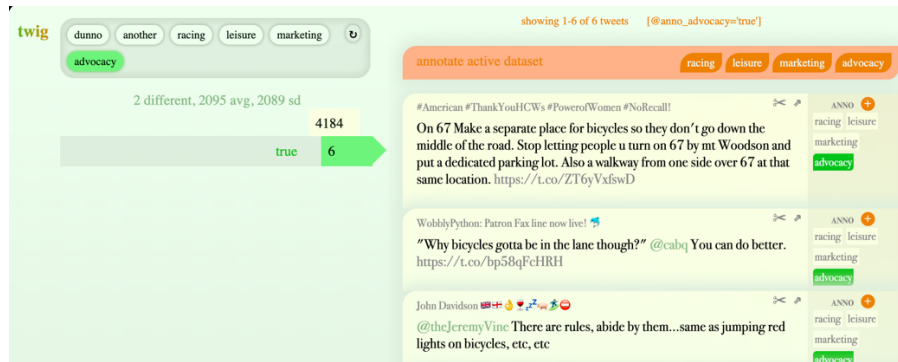 twig
dunno another racing leisure marketing ↻
advocacy
2 different, 2095 avg, 2089 sd
4184
true 6
showing 1-6 of 6 tweets [@anno_advocacy='true']
annotate active dataset racing leisure marketing advocacy
#American #ThankYouHCWs #PowerofWomen #NoRecall!
On 67 Make a separate place for bicycles so they don't go down the
middle of the road. Stop letting people u turn on 67 by mt Woodson and
put a dedicated parking lot. Also a walkway from one side over 67 at that
same location. https://t.co/ZT6yVxfswD
ANNO +
racing leisure
marketing
advocacy
WobblyPython: Patron Fax line now live!
"Why bicycles gotta be in the lane though?" @cabq You can do better.
https://t.co/bp58qFcHRH
ANNO +
racing leisure
marketing
advocacy
John Davidson
@theJeremyVine There are rules, abide by them...same as jumping red
lights on bicycles, etc, etc
ANNO +
racing leisure
marketing
advocacy